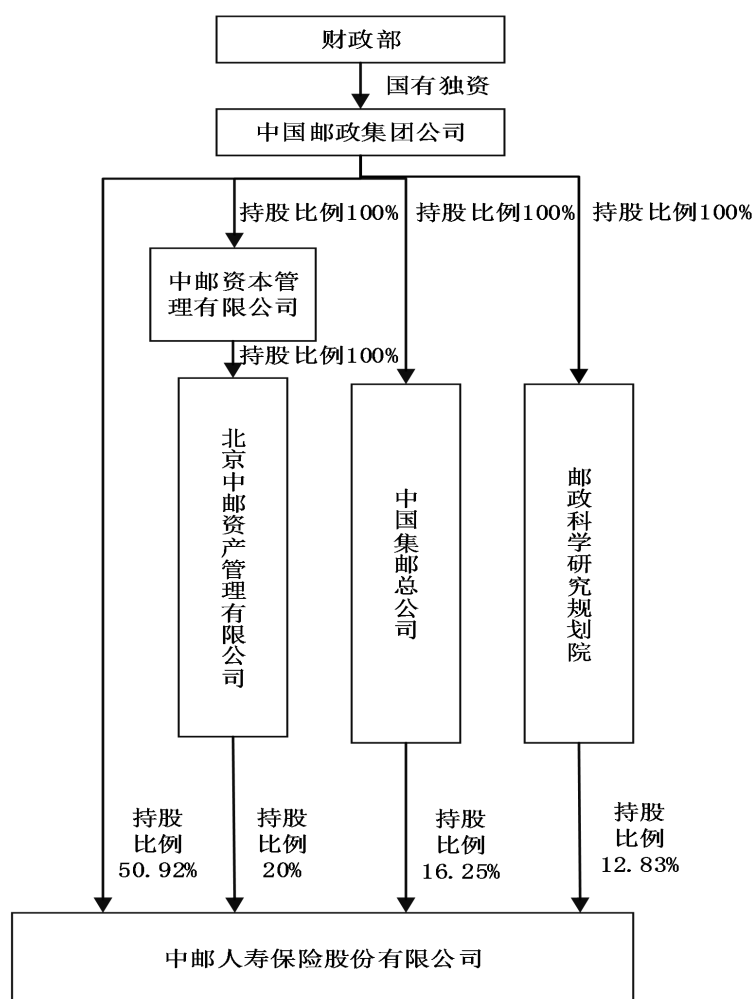 财政部
国有独资
中国邮政集团公司
持股比例100%
持股比例100%
持股比例100%
中邮资本管
理有限公司
持股比例100%
北京中邮资产管理有限公司
中国集邮总公司
邮政科学研究规划院
持股
比例
50.92%
持股
比例
20%
持股
比例
16.25%
持股
比例
12.83%
中邮人寿保险股份有限公司